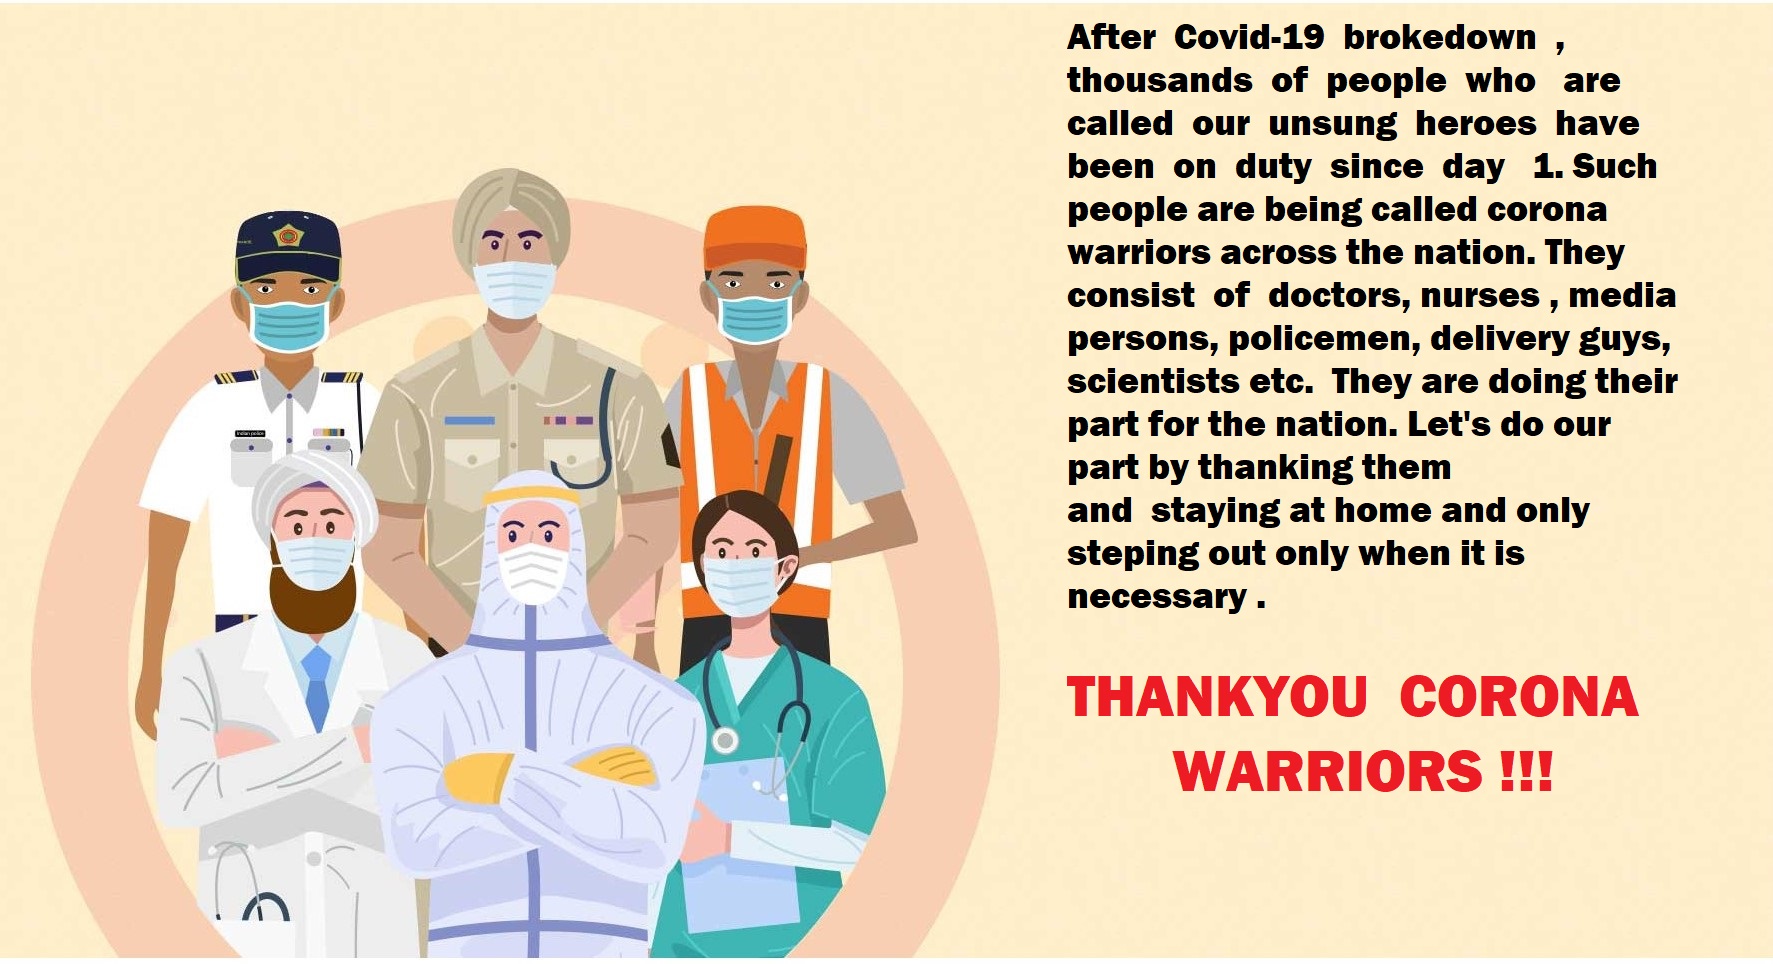 After Covid-19 brokedown ,
thousands of people who are
called our unsung heroes have
been on duty since day 1. Such
people are being called corona
warriors across the nation. They
consist of doctors, nurses , media
persons, policemen, delivery guys,
scientists etc. They are doing their
part for the nation. Let's do our
part by thanking them
and staying at home and only
steping out only when it is
necessary .
THANKYOU CORONA
WARRIORS !!!
Indian police